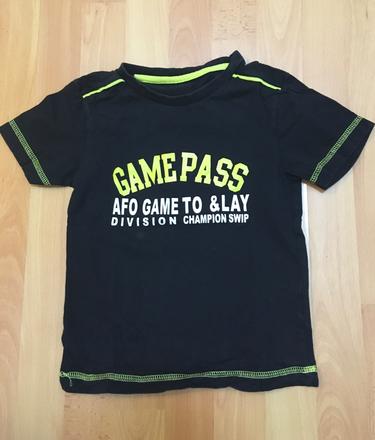 GAME PASS
AFO GAME TO &LAY
DIVISION CHAMPION SWIP